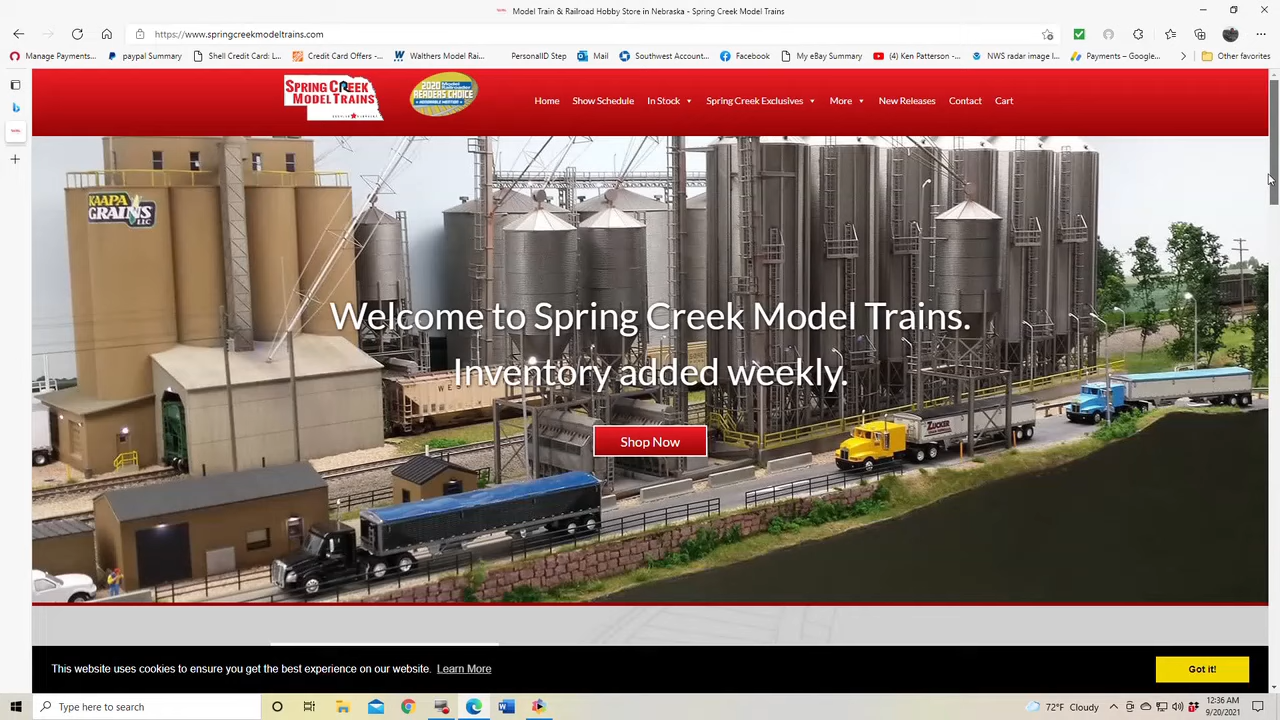 Model Train & Railroad Hobby Store in Nebraska - Spring Creek Model Trains
https://www.springcreekmodeltrains.com
Manage Payments... paypal Summary Shell Credit Card: L... Credit Card Offers -... Walthers Model Rai... PersonalID Step Mail Southwest Account... Facebook My eBay Summary (4) Ken Patterson -... NWS radar image l... Payments – Google... Other favorites
SPRING CREEK
MODEL TRAINS
2020
READERS CHOICE
HONORABLE MENTION
Home Show Schedule In Stock Spring Creek Exclusives More New Releases Contact Cart
KAAPA
GRAINS
LLC
Welcome to Spring Creek Model Trains.
Inventory added weekly.
Shop Now
ZUCKER
This website uses cookies to ensure you get the best experience on our website. Learn More
Got it!
Type here to search
72°F Cloudy
12:36 AM
9/20/2021